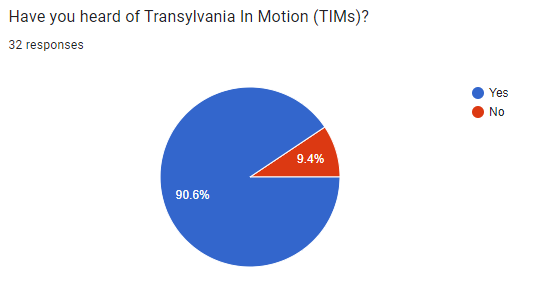 Have you heard of Transylvania In Motion (TIMs)?
32 responses
Yes
No
9.4%
90.6%